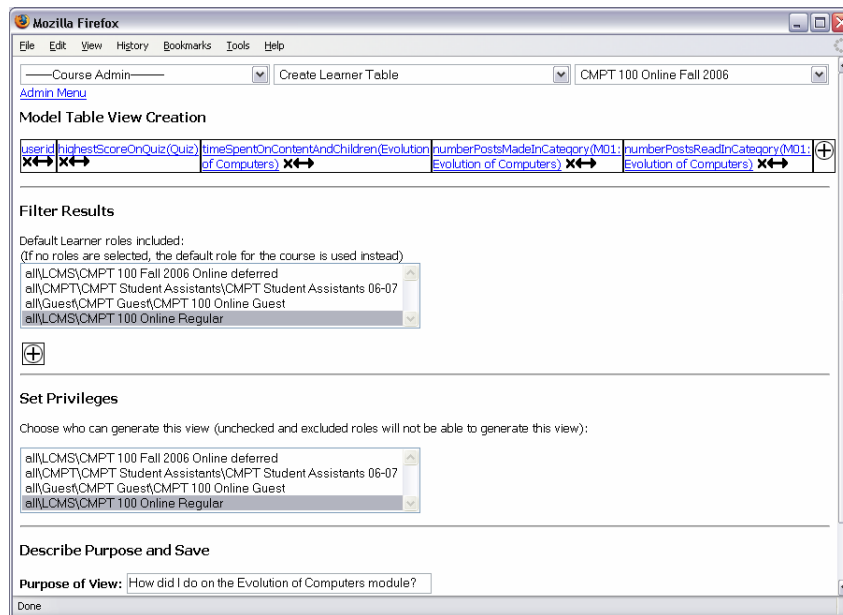 Mozilla Firefox
File Edit View History Bookmarks Tools Help
——Course Admin—— Create Learner Table CMPT 100 Online Fall 2006
Admin Menu
Model Table View Creation
userid highestScoreOnQuiz(Quiz) timeSpentOnContentAndChildren(Evolution numberPostsMadeInCategory(M01: numberPostsReadInCategory(M01:
of Computers) Evolution of Computers) Evolution of Computers)
Filter Results
Default Learner roles included:
(If no roles are selected, the default role for the course is used instead)
all\LCMS\CMPT 100 Fall 2006 Online deferred
all\CMPT\CMPT Student Assistants\CMPT Student Assistants 06-07
all\Guest\CMPT Guest\CMPT 100 Online Guest
all\LCMS\CMPT 100 Online Regular
Set Privileges
Choose who can generate this view (unchecked and excluded roles will not be able to generate this view):
all\LCMS\CMPT 100 Fall 2006 Online deferred
all\CMPT\CMPT Student Assistants\CMPT Student Assistants 06-07
all\Guest\CMPT Guest\CMPT 100 Online Guest
all\LCMS\CMPT 100 Online Regular
Describe Purpose and Save
Purpose of View: How did I do on the Evolution of Computers module?
Done